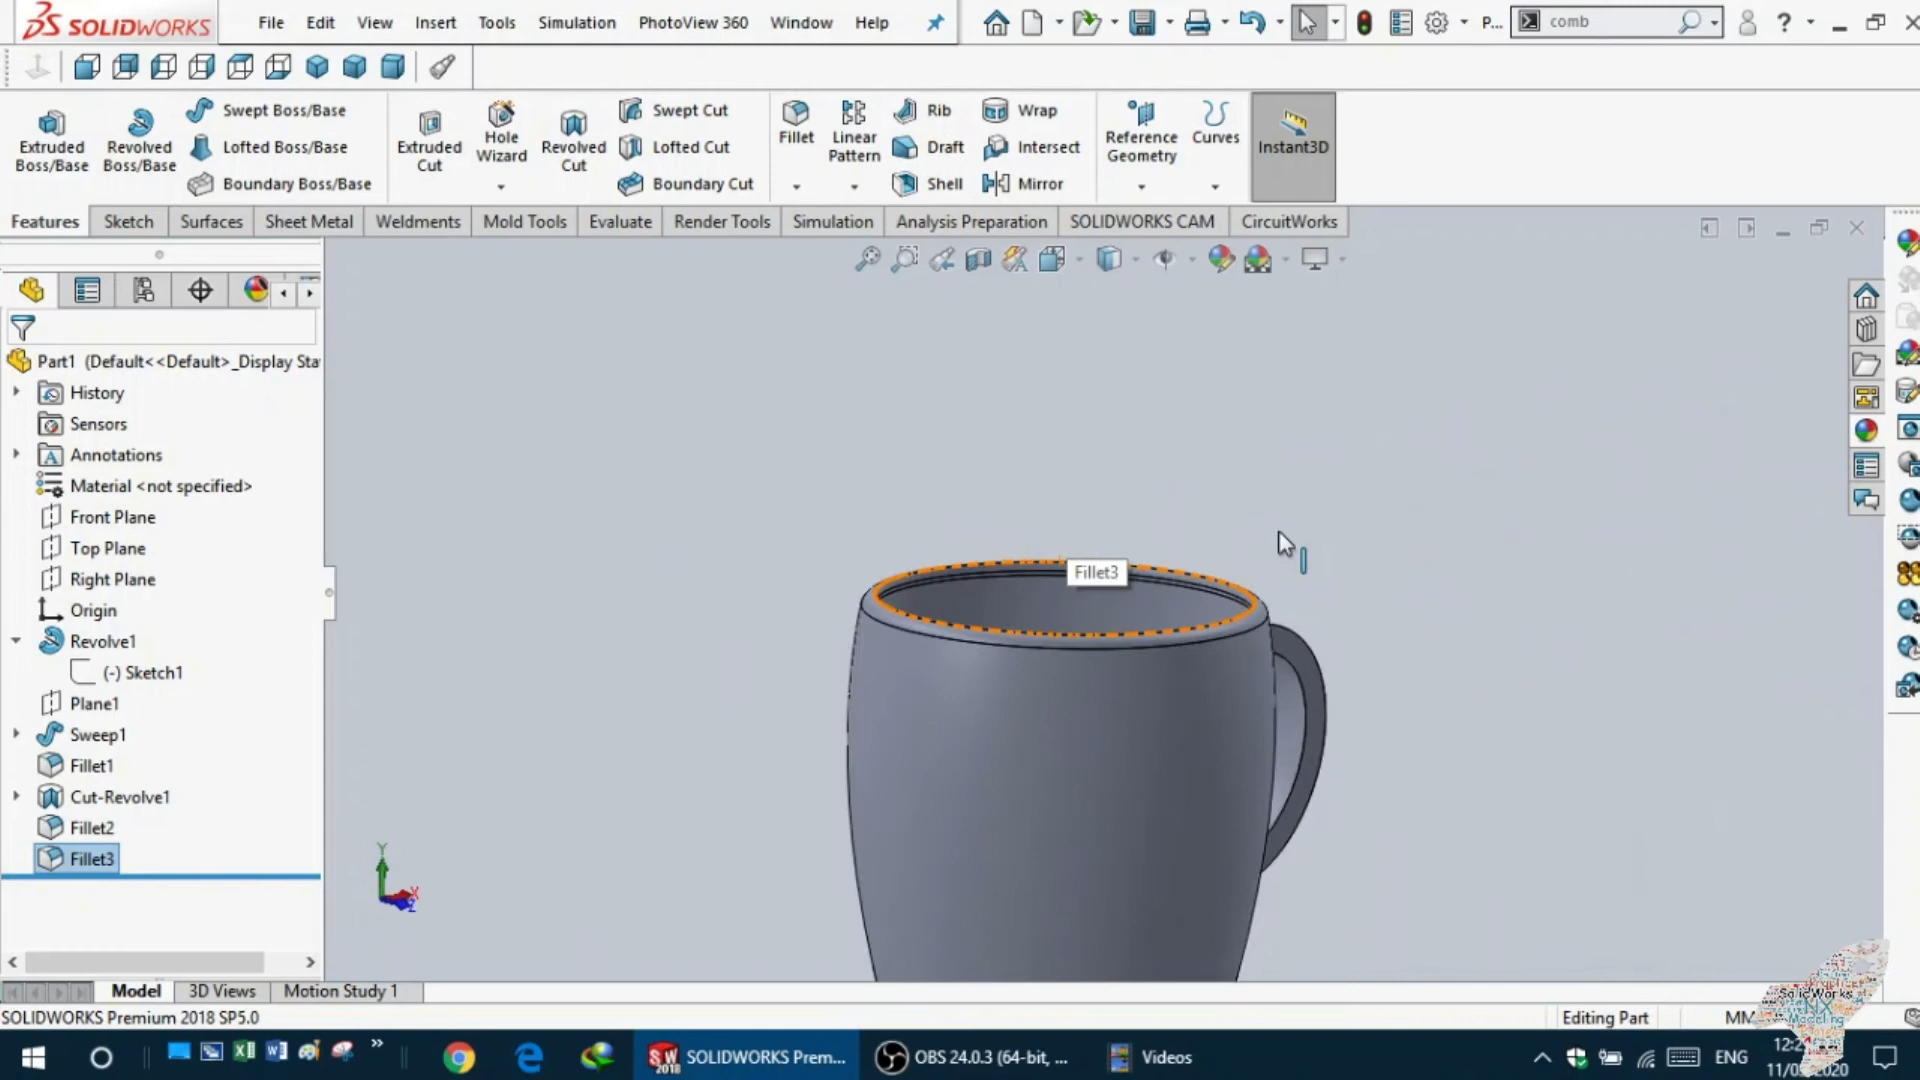 SOLIDWORKS File Edit View Insert Tools Simulation PhotoView 360 Window Help P... comb ?
Extruded Boss/Base
Revolved Boss/Base
Swept Boss/Base
Lofted Boss/Base
Boundary Boss/Base
Extruded Cut
Hole Wizard
Revolved Cut
Swept Cut
Lofted Cut
Boundary Cut
Fillet
Linear Pattern
Rib
Draft
Shell
Wrap
Intersect
Mirror
Reference Geometry
Curves
Instant3D
Features Sketch Surfaces Sheet Metal Weldments Mold Tools Evaluate Render Tools Simulation Analysis Preparation SOLIDWORKS CAM CircuitWorks
Part1 (Default<<Default>_Display Sta
History
Sensors
Annotations
Material <not specified>
Front Plane
Top Plane
Right Plane
Origin
Revolve1
(-) Sketch1
Plane1
Sweep1
Fillet1
Cut-Revolve1
Fillet2
Fillet3
Fillet3
Y
X
Z
Model 3D Views Motion Study 1
SOLIDWORKS Premium 2018 SP5.0 Editing Part
SolidWorks
NX
Modeling
SOLIDWORKS Prem... OBS 24.0.3 (64-bit, ... Videos ENG